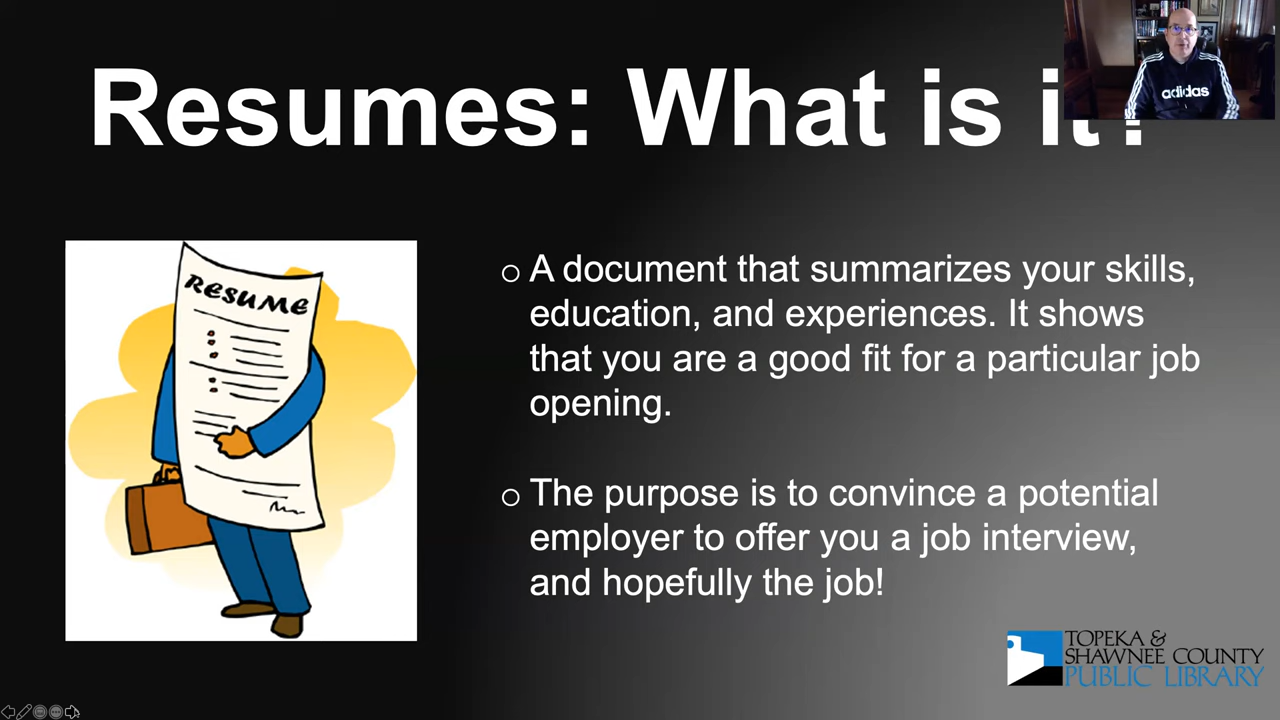 Resumes: What is it?
adidas
RESUME
o A document that summarizes your skills,
education, and experiences. It shows
that you are a good fit for a particular job
opening.
o The purpose is to convince a potential
employer to offer you a job interview,
and hopefully the job!
TOPEKA &
SHAWNEE COUNTY
PUBLIC LIBRARY